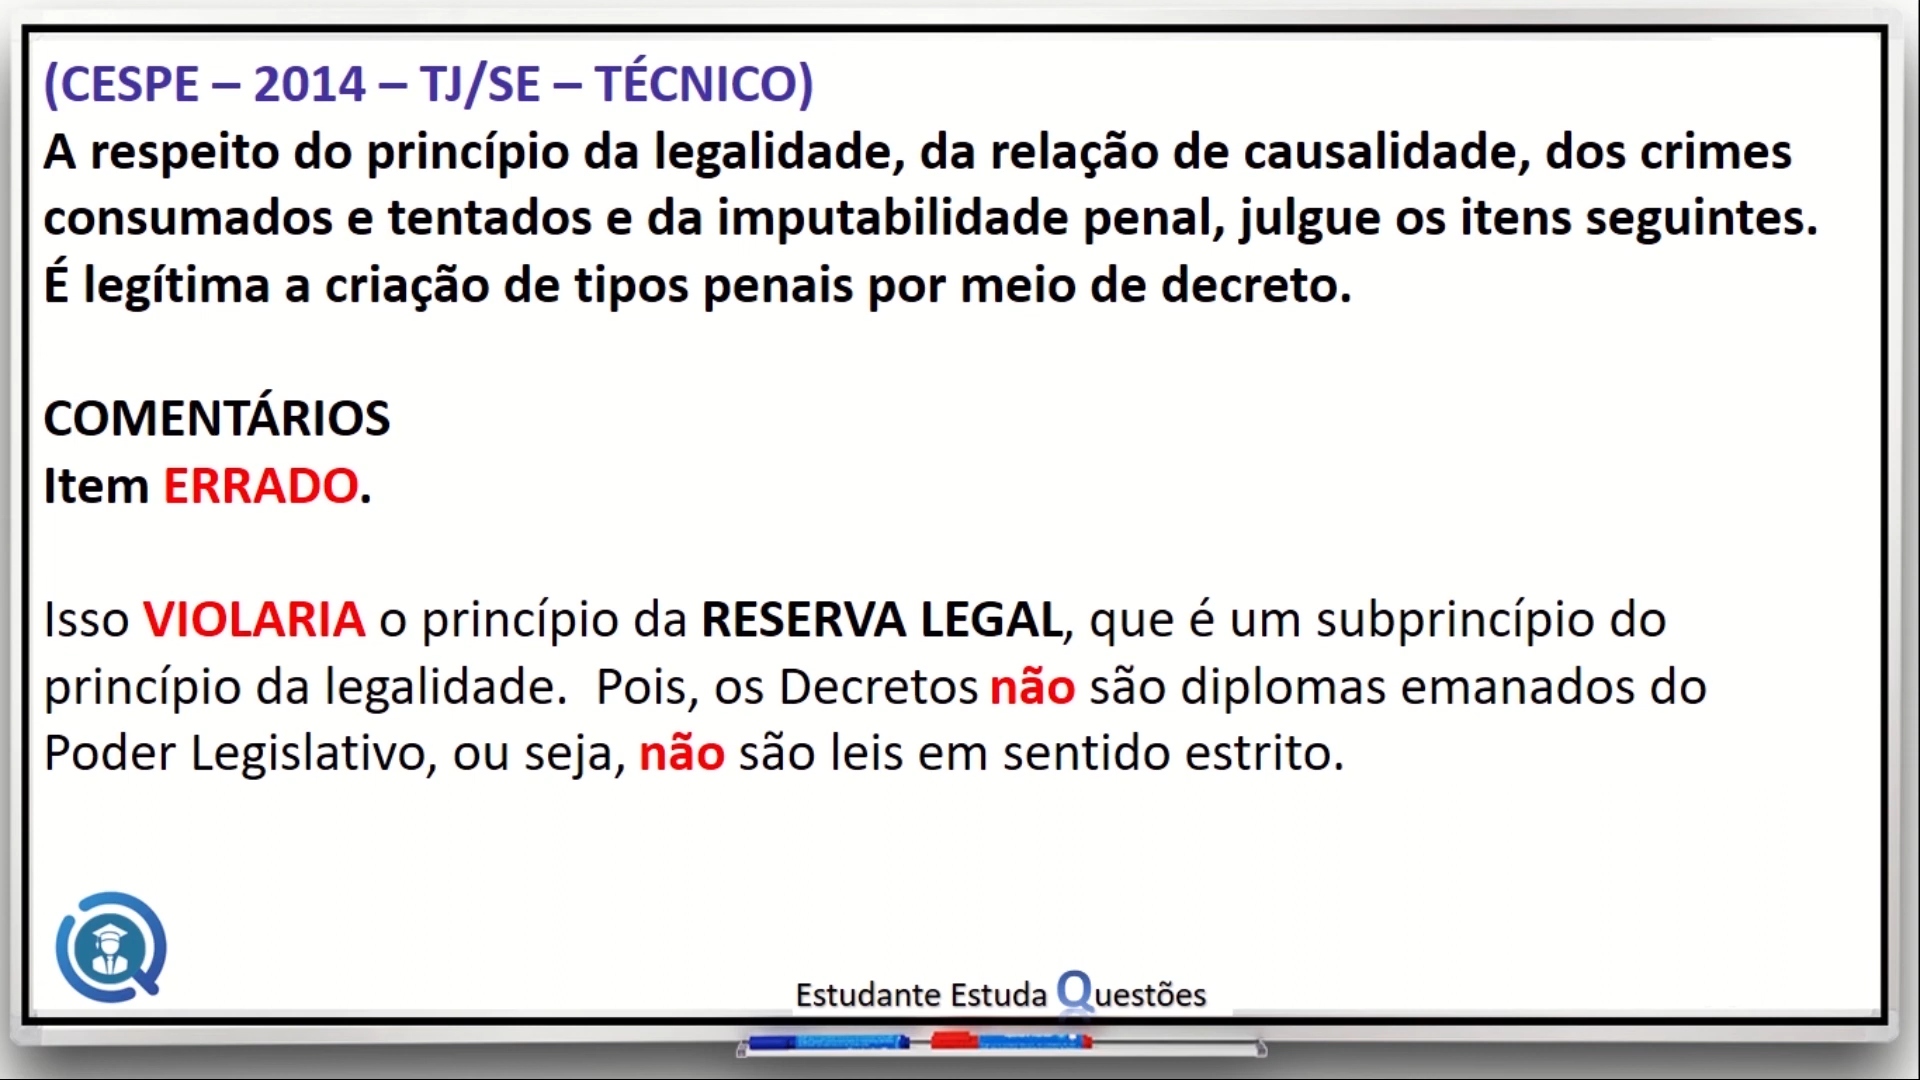 (CESPE – 2014 – TJ/SE – TÉCNICO)
A respeito do princípio da legalidade, da relação de causalidade, dos crimes
consumados e tentados e da imputabilidade penal, julgue os itens seguintes.
É legítima a criação de tipos penais por meio de decreto.
COMENTÁRIOS
Item ERRADO.
Isso VIOLARIA o princípio da RESERVA LEGAL, que é um subprincípio do
princípio da legalidade.  Pois, os Decretos não são diplomas emanados do
Poder Legislativo, ou seja, não são leis em sentido estrito.
Estudante Estuda Questões